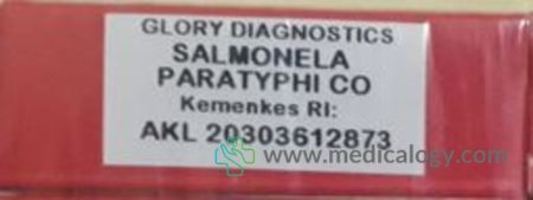 GLORY DIAGNOSTICS
SALMONELA
PARATYPHI CO
Kemenkes RI:
AKL 20303612873
www.medicalogy.com